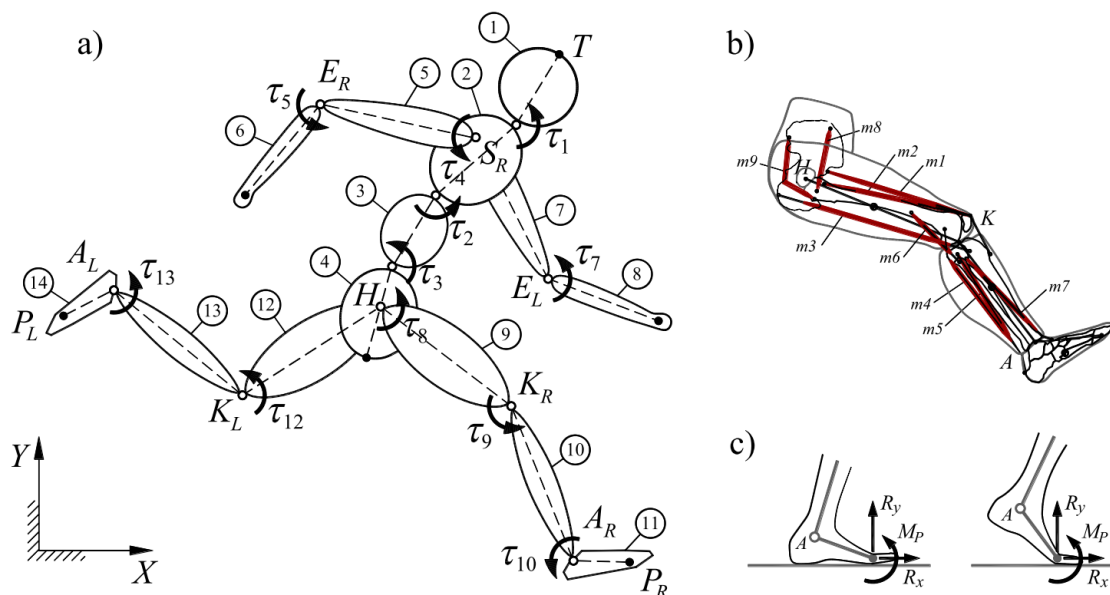 a)
1
T
E_R
5
2
τ_5
6
S_R
τ_1
τ_4
3
τ_2
7
A_L
τ_13
4
τ_3
τ_7
8
14
H
E_L
P_L
13
12
τ_8
9
K_L
τ_12
K_R
τ_9
10
Y
A_R
11
τ_10
X
P_R
b)
m8
m9
H
m2
m1
K
m3
m6
m4
m7
m5
A
c)
R_y
R_y
A
M_P
A
M_P
R_x
R_x